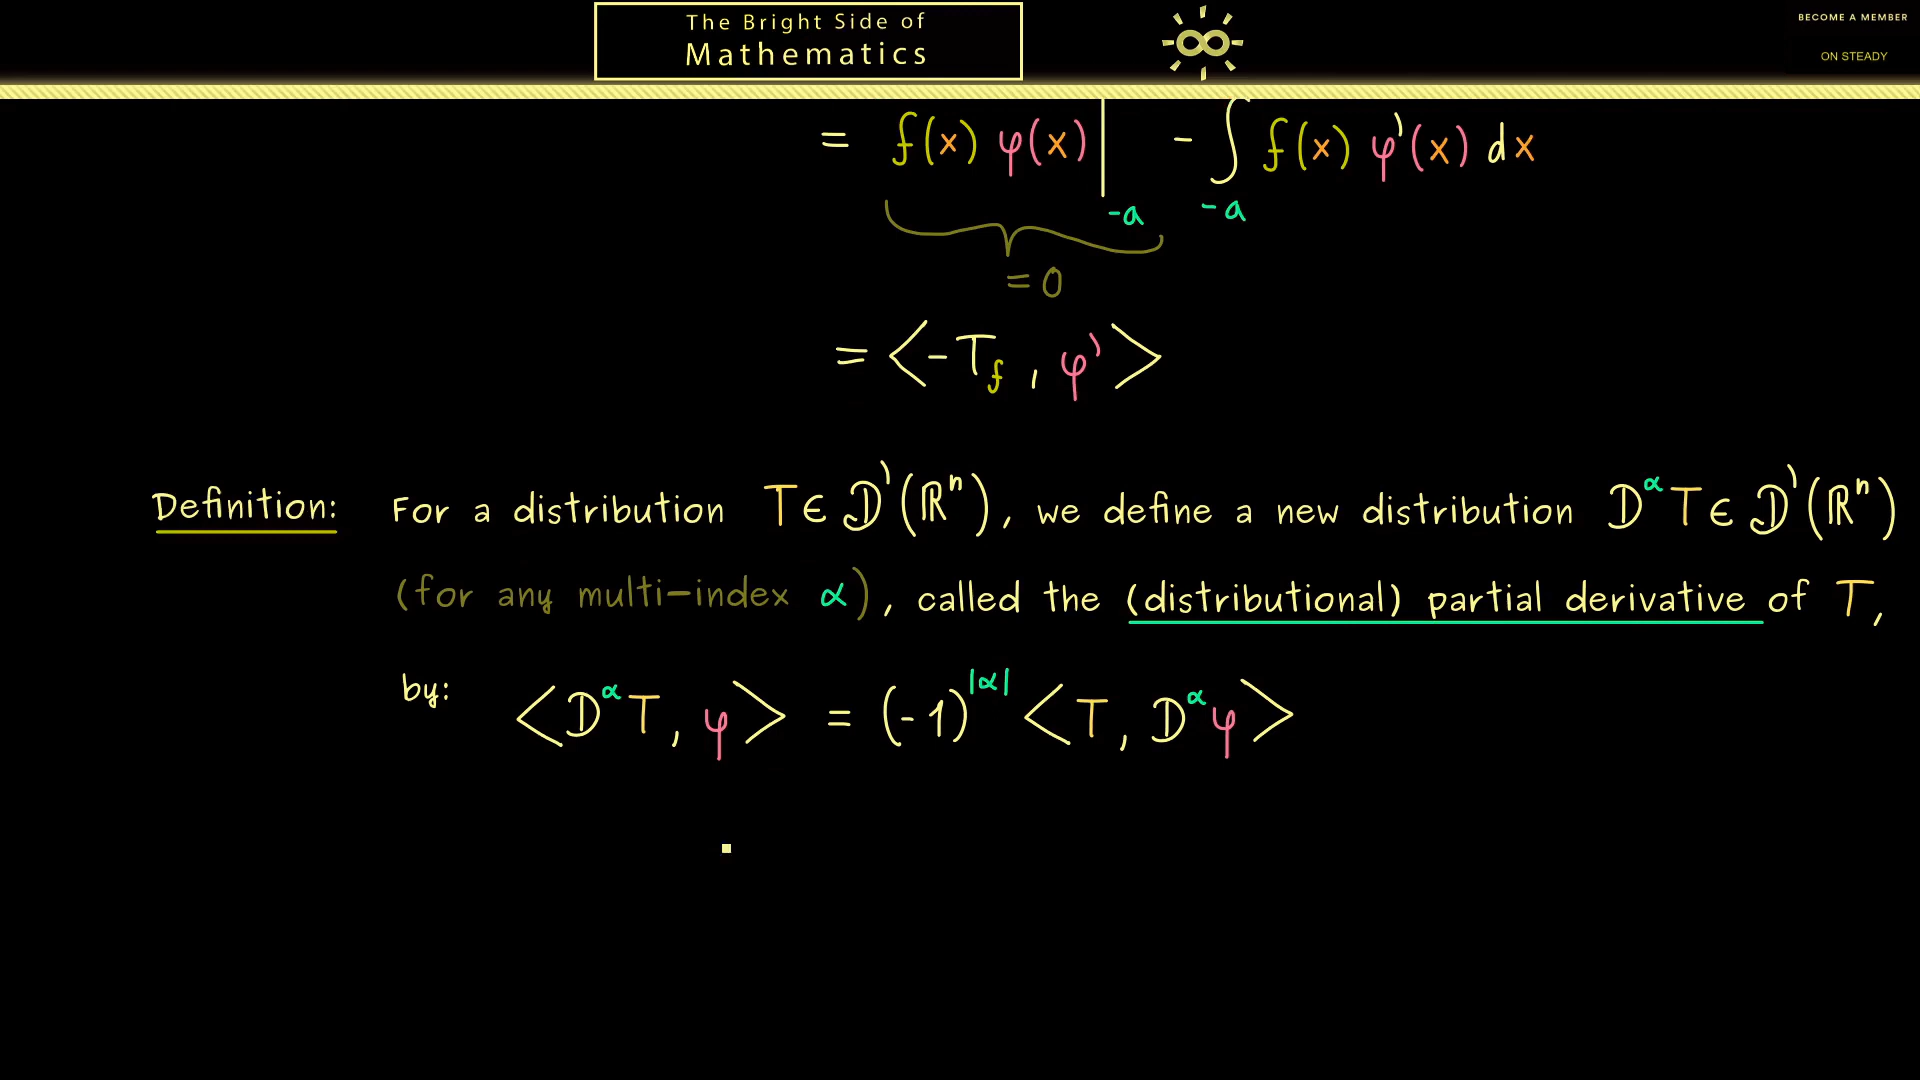 The Bright Side of
Mathematics
BECOME A MEMBER
ON STEADY
= f(x) φ(x)| -a - ∫ -a f(x) φ'(x) dx
= 0
= < -T_f , φ' >
Definition: For a distribution T ∈ D'(ℝⁿ), we define a new distribution D^α T ∈ D'(ℝⁿ)
(for any multi-index α), called the (distributional) partial derivative of T,
by: < D^α T, φ > = (-1)^|α| < T, D^α φ >